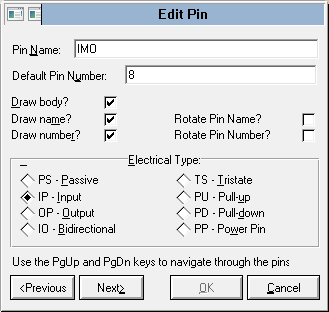 Edit Pin
Pin Name: IMO
Default Pin Number: 8
Draw body?
Draw name? Rotate Pin Name?
Draw number? Rotate Pin Number?
Electrical Type:
PS - Passive TS - Tristate
IP - Input PU - Pull-up
OP - Output PD - Pull-down
IO - Bidirectional PP - Power Pin
Use the PgUp and PgDn keys to navigate through the pins
<Previous Next> OK Cancel